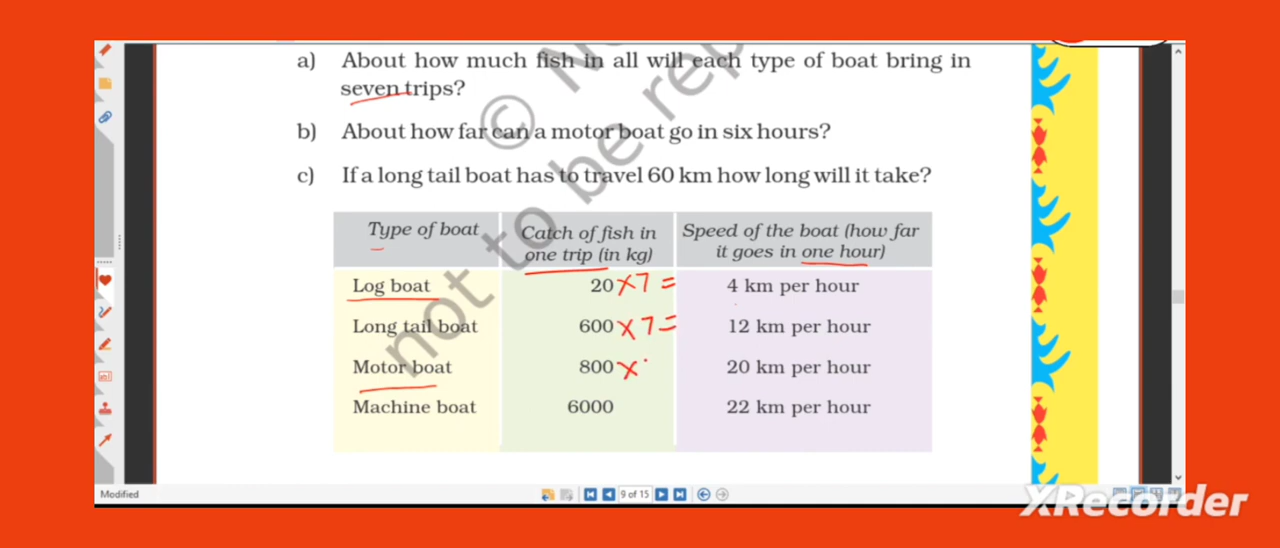 a) About how much fish in all will each type of boat bring in
seven trips?
b) About how far can a motor boat go in six hours?
c) If a long tail boat has to travel 60 km how long will it take?
Type of boat Catch of fish in one trip (in kg) Speed of the boat (how far it goes in one hour)
Log boat 20 x7 = 4 km per hour
Long tail boat 600 x7= 12 km per hour
Motor boat 800 x 20 km per hour
Machine boat 6000 22 km per hour
© N
not to be rep
Modified
9 of 15
XRecorder